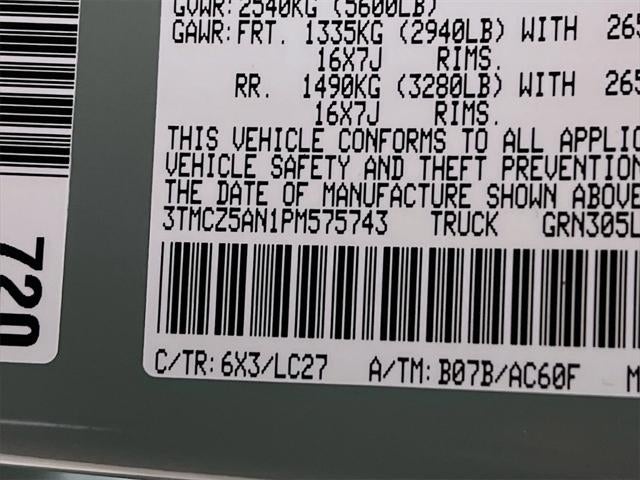 GVWR: 2540KG (5600LB)
GAWR: FRT. 1335KG (2940LB) WITH 265
16X7J RIMS.
RR. 1490KG (3280LB) WITH 265
16X7J RIMS.
THIS VEHICLE CONFORMS TO ALL APPLIC
VEHICLE SAFETY AND THEFT PREVENTION
THE DATE OF MANUFACTURE SHOWN ABOVE
3TMCZ5AN1PM575743 TRUCK GRN305L
C/TR: 6X3/LC27 A/TM: B07B/AC60F M
720